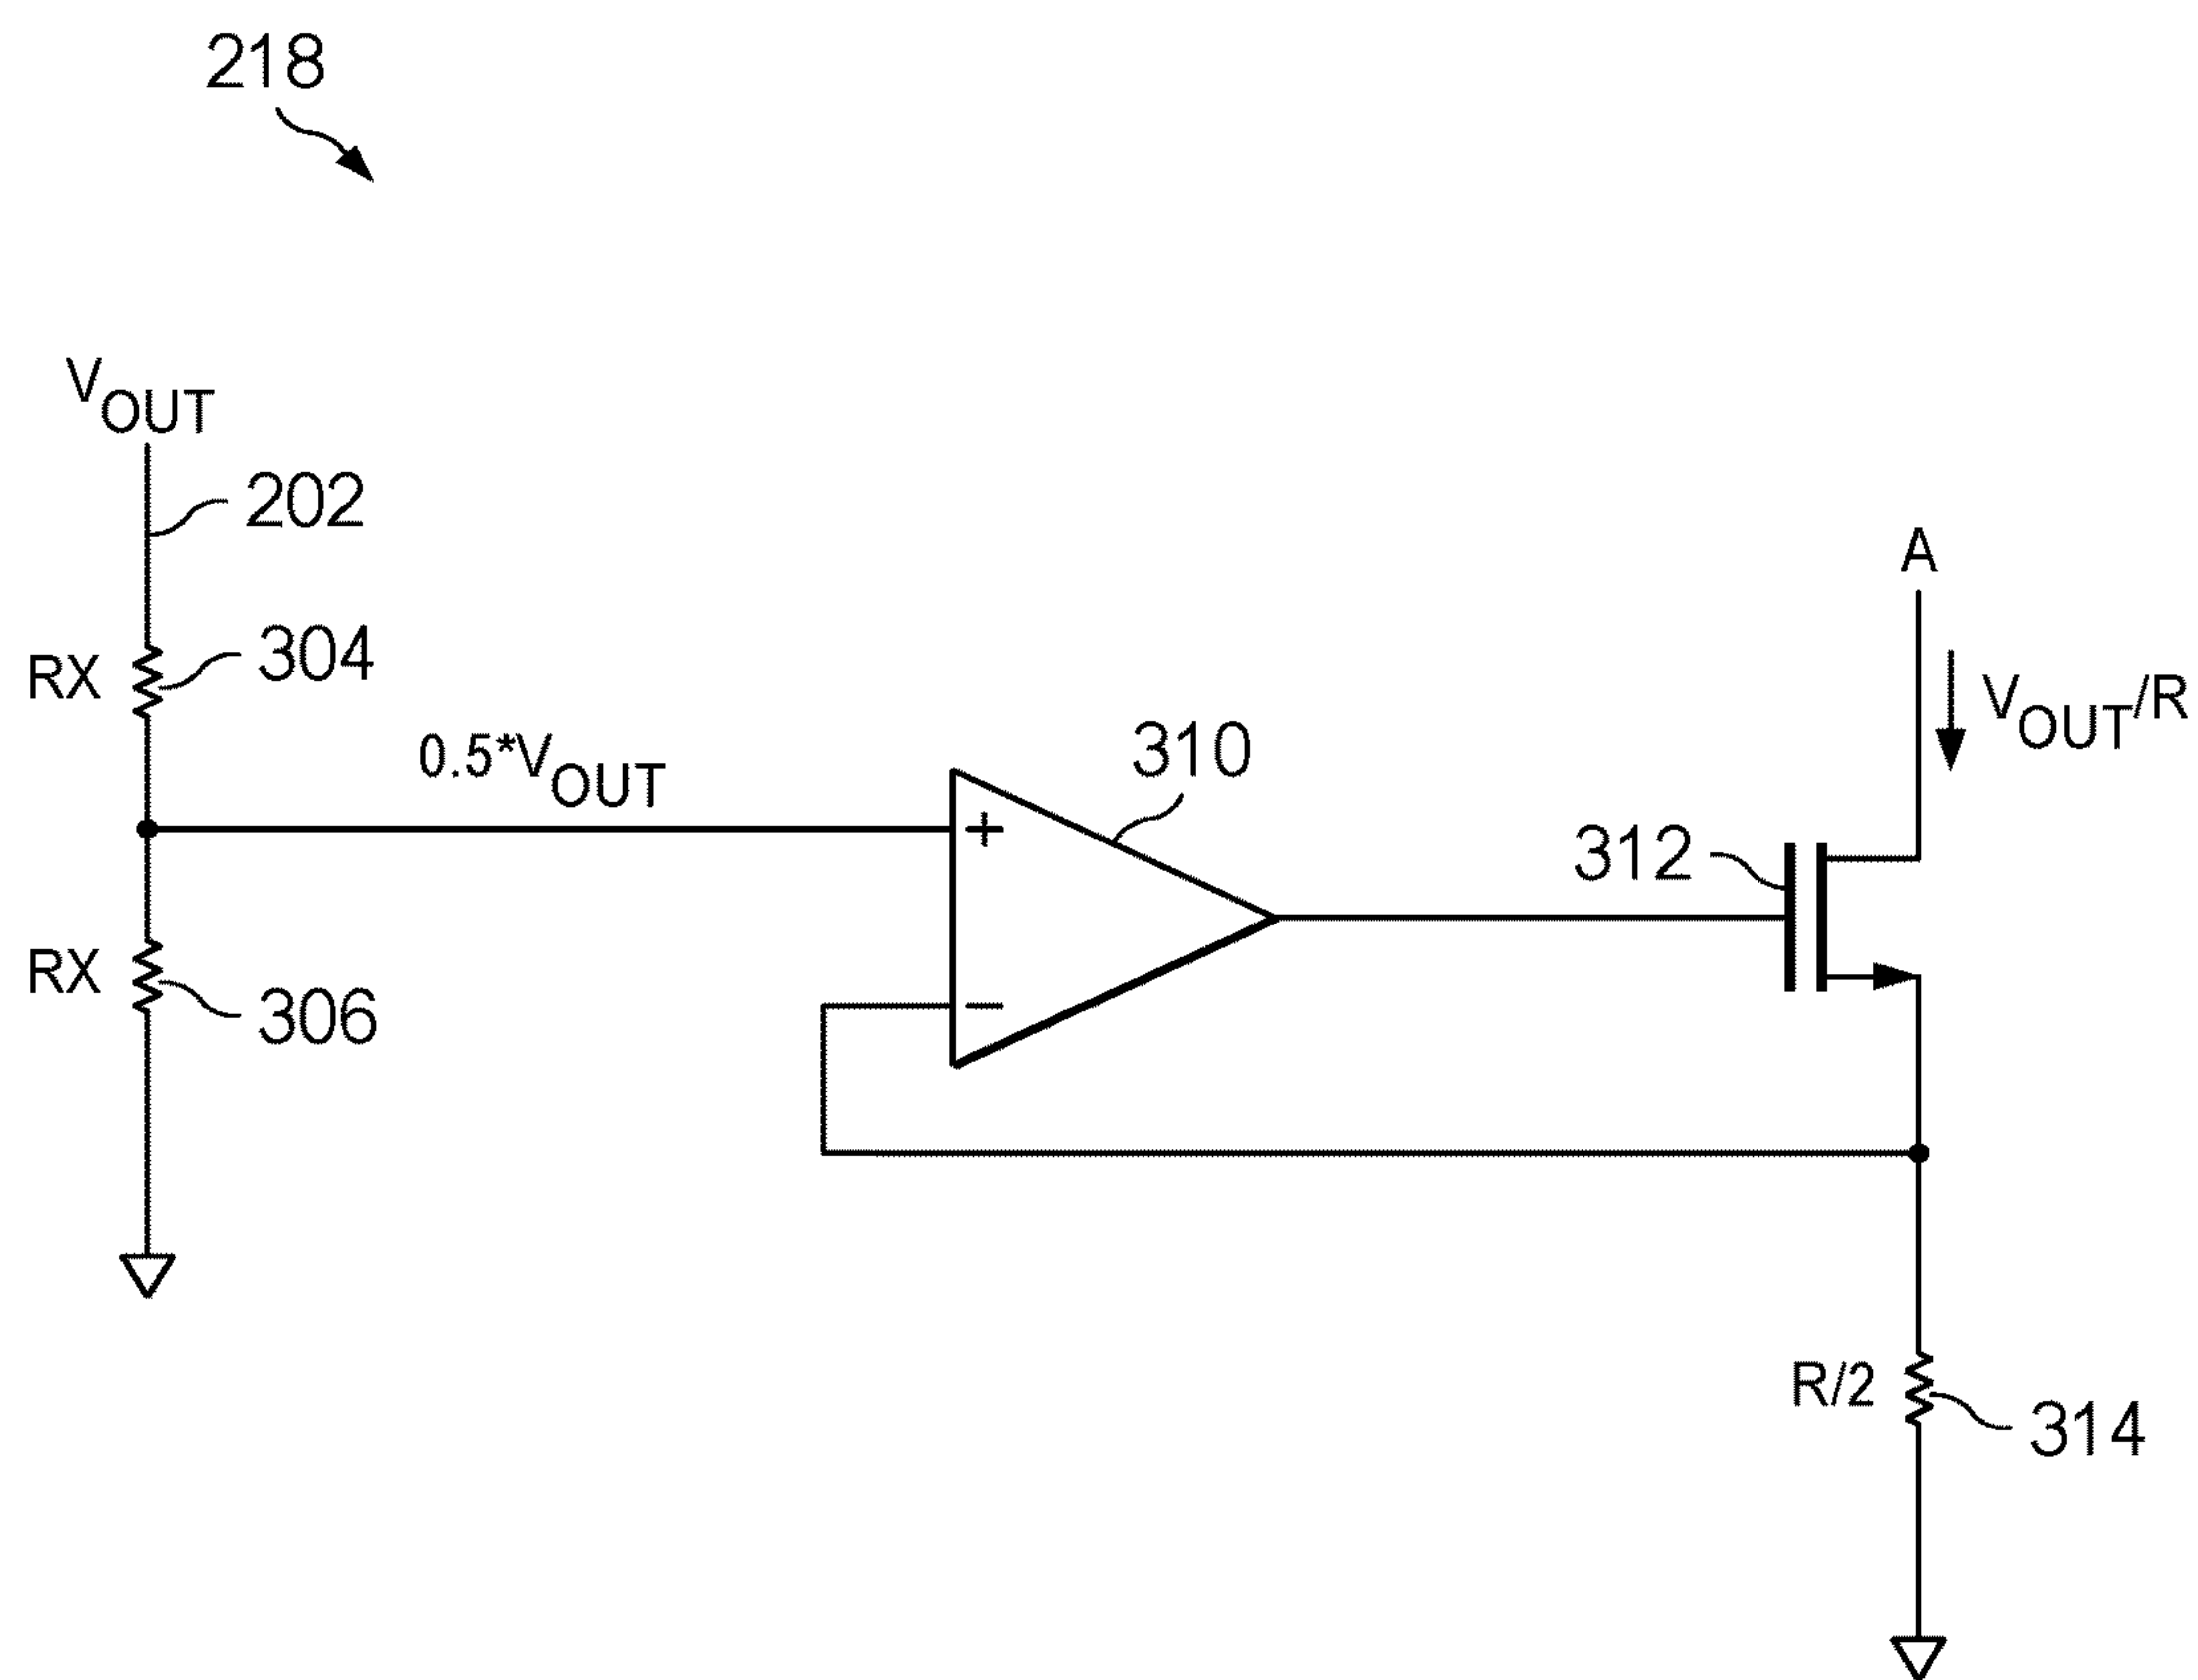 218
VOUT
202
A
RX
304
VOUT/R
0.5*VOUT
310
+
312
RX
306
−
R/2
314